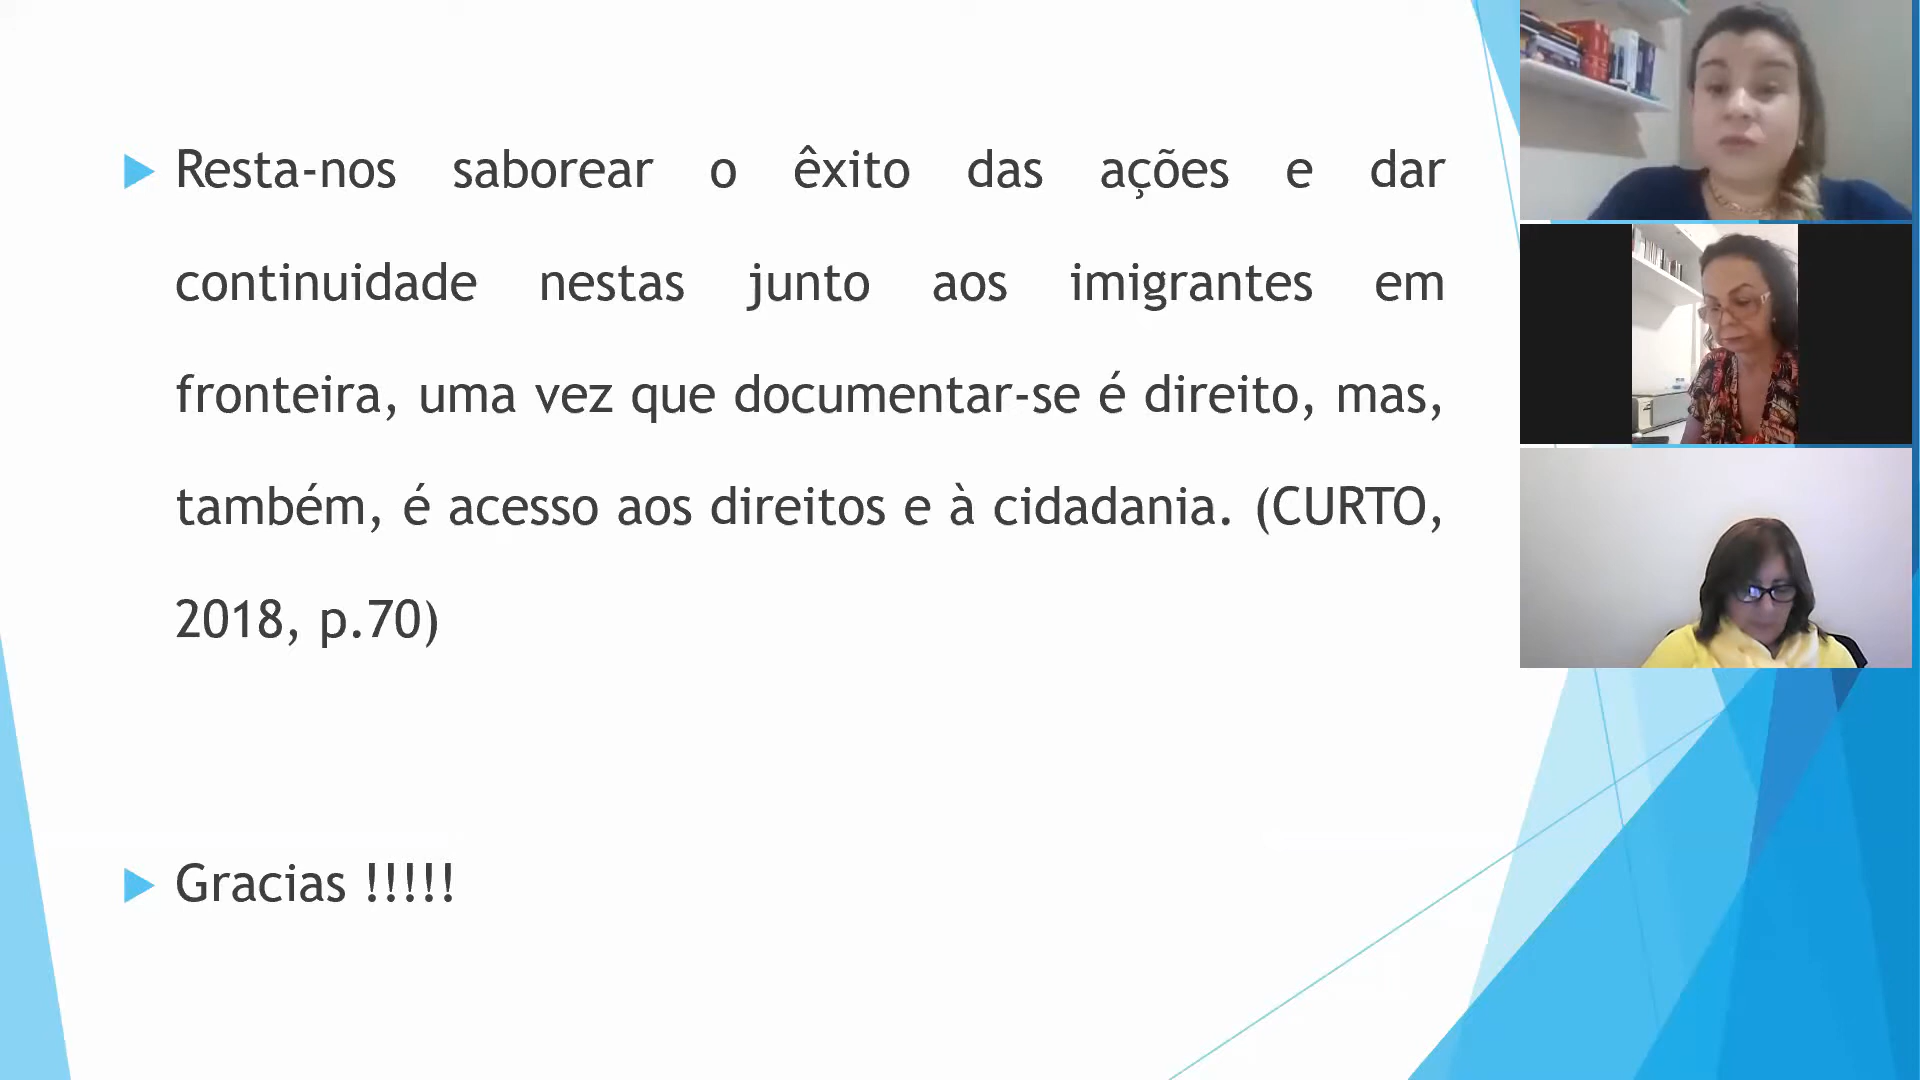 Resta-nos saborear o êxito das ações e dar
continuidade nestas junto aos imigrantes em
fronteira, uma vez que documentar-se é direito, mas,
também, é acesso aos direitos e à cidadania. (CURTO,
2018, p.70)
Gracias !!!!!